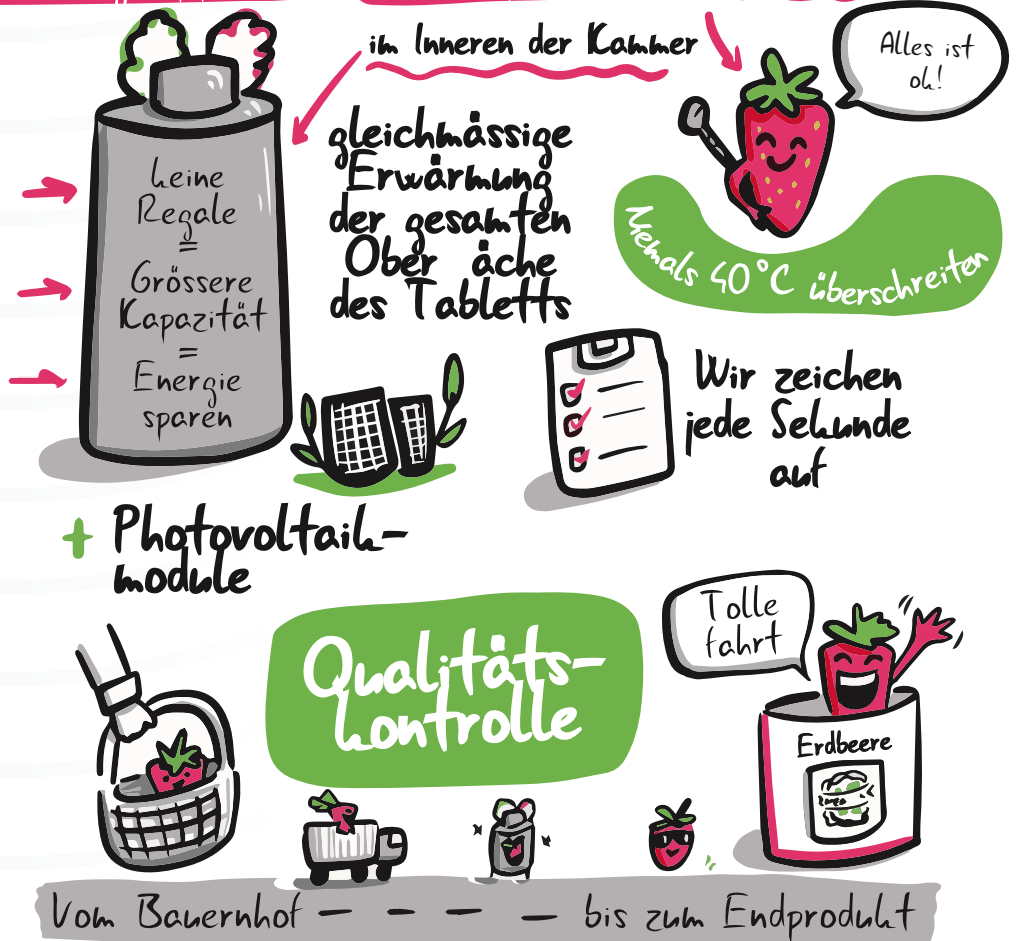 im Inneren der Kammer
Alles ist
ok!
keine
Regale
=
Grössere
Kapazität
=
Energie
sparen
gleichmässige
Erwärmung
der gesamten
Ober äche
des Tabletts
Niemals 40°C überschreiten
Wir zeichen
jede Sekunde
auf
+ Photovoltaik-
module
Qualitäts-
kontrolle
Tolle
fahrt
Erdbeere
Vom Bauernhof – – – – bis zum Endprodukt